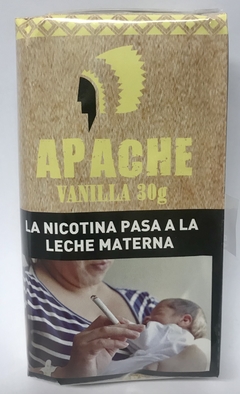 APACHE
VANILLA 30g
LA NICOTINA PASA A LA
LECHE MATERNA